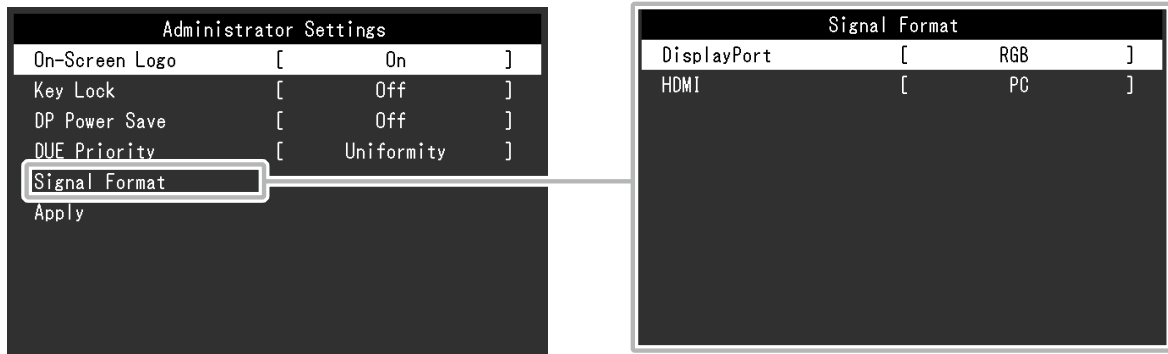 Administrator Settings
On-Screen Logo [ On ]
Key Lock [ Off ]
DP Power Save [ Off ]
DUE Priority [ Uniformity ]
Signal Format
Apply
Signal Format
DisplayPort [ RGB ]
HDMI [ PC ]